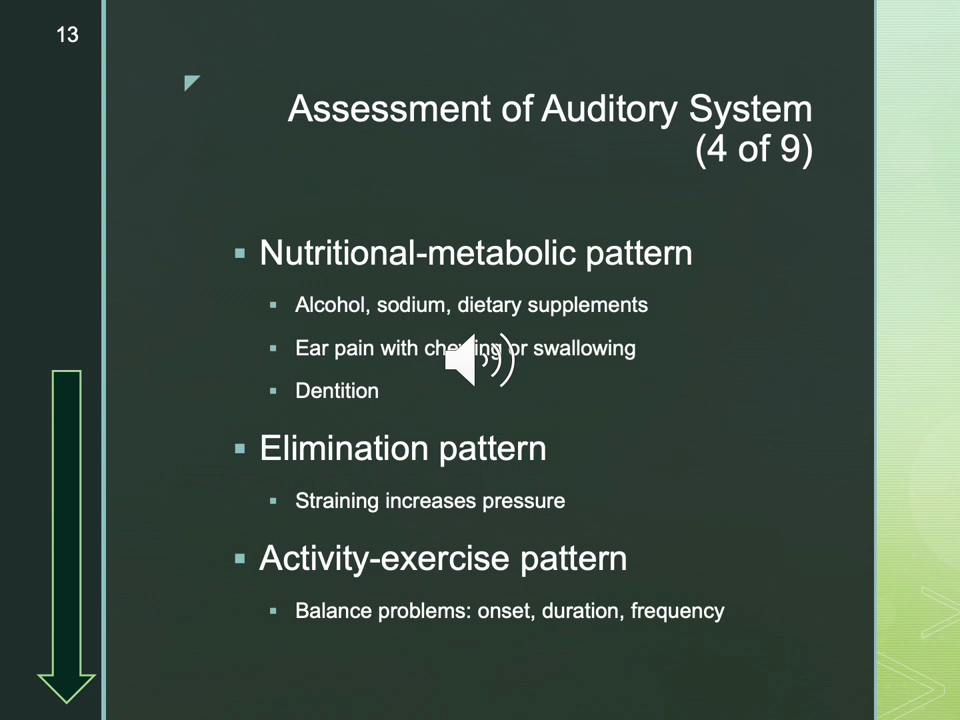 13
Assessment of Auditory System
(4 of 9)
Nutritional-metabolic pattern
Alcohol, sodium, dietary supplements
Ear pain with chewing or swallowing
Dentition
Elimination pattern
Straining increases pressure
Activity-exercise pattern
Balance problems: onset, duration, frequency